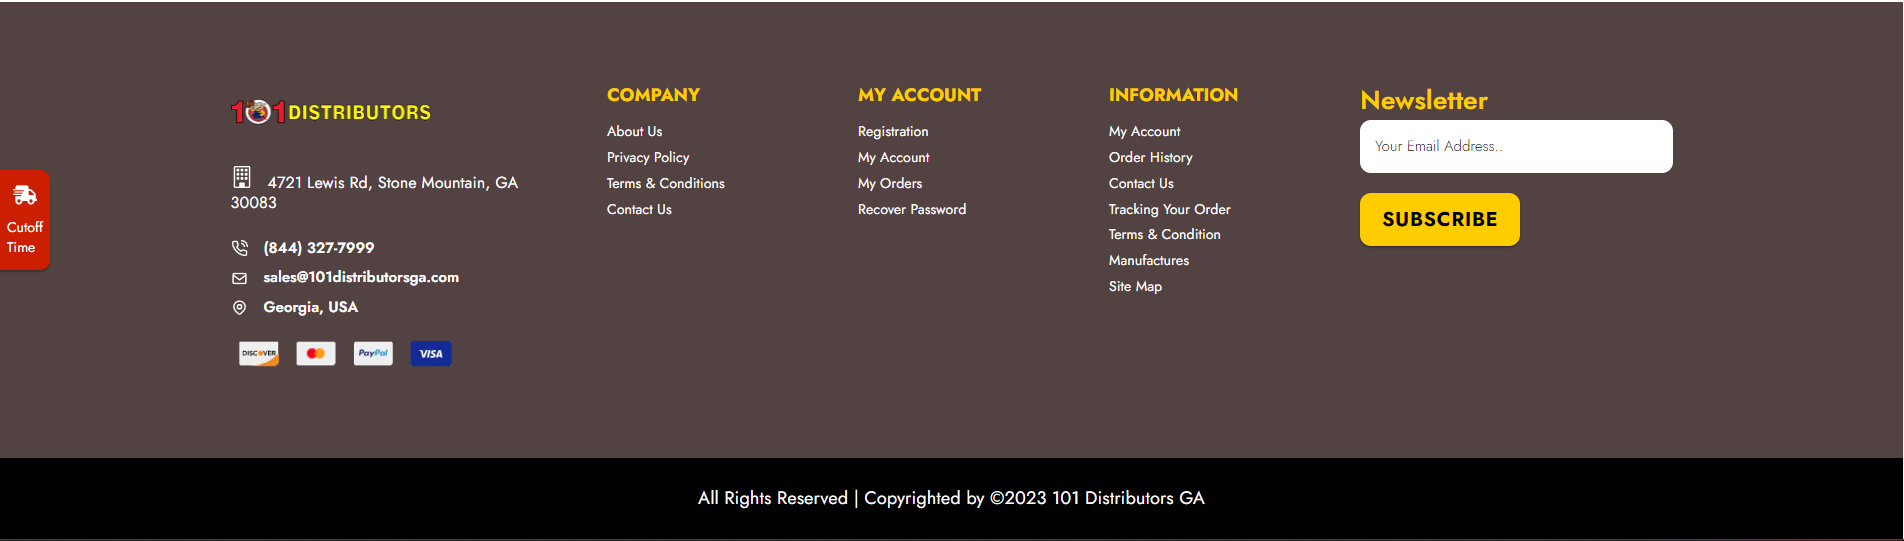 101DISTRIBUTORS
4721 Lewis Rd, Stone Mountain, GA
30083
(844) 327-7999
sales@101distributorsga.com
Georgia, USA
DISCOVER
PayPal
VISA
COMPANY
About Us
Privacy Policy
Terms & Conditions
Contact Us
MY ACCOUNT
Registration
My Account
My Orders
Recover Password
INFORMATION
My Account
Order History
Contact Us
Tracking Your Order
Terms & Condition
Manufactures
Site Map
Newsletter
Your Email Address..
SUBSCRIBE
Cutoff
Time
All Rights Reserved | Copyrighted by ©2023 101 Distributors GA